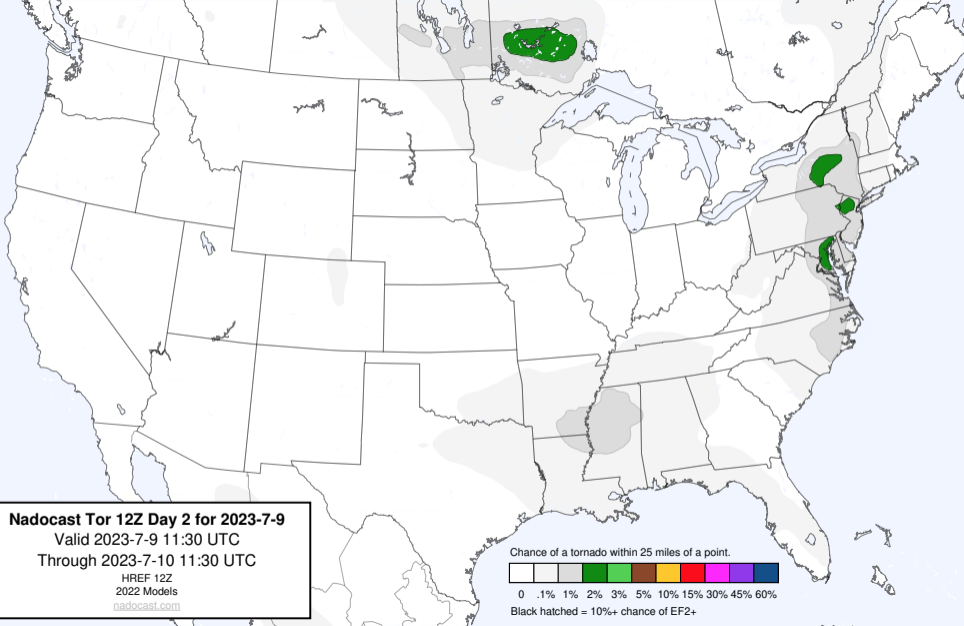 Nadocast Tor 12Z Day 2 for 2023-7-9
Valid 2023-7-9 11:30 UTC
Through 2023-7-10 11:30 UTC
HREF 12Z
2022 Models
nadocast.com
Chance of a tornado within 25 miles of a point.
0 .1% 1% 2% 3% 5% 10% 15% 30% 45% 60%
Black hatched = 10%+ chance of EF2+